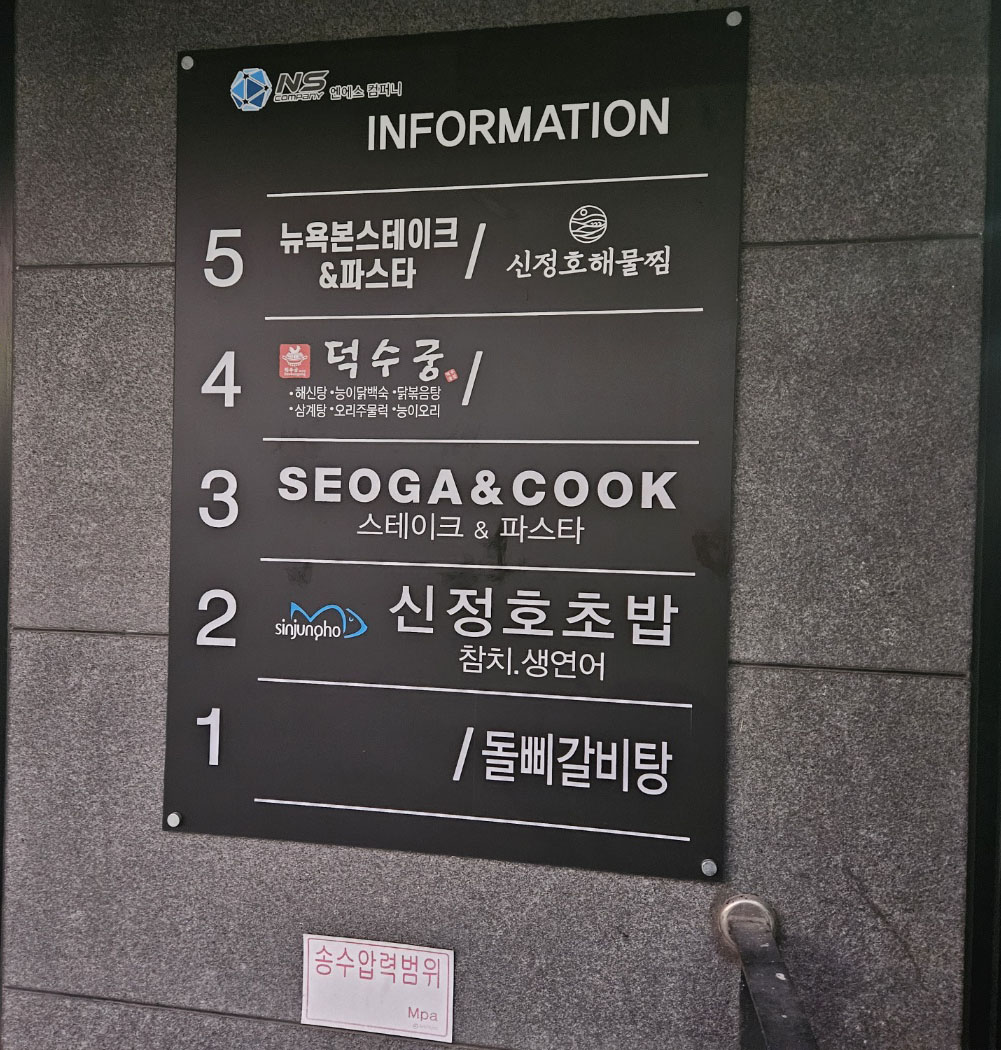 NS COMPANY 엔에스 컴퍼니
INFORMATION
5 뉴욕본스테이크 &파스타 / 신정호해물찜
4 덕수궁 /
•해신탕 •능이닭백숙 •닭볶음탕
•삼계탕 •오리주물럭 •능이오리
3 SEOGA&COOK
스테이크 & 파스타
2 sinjunpho 신정호초밥
참치.생연어
1 /돌삐갈비탕
송수압력범위
Mpa